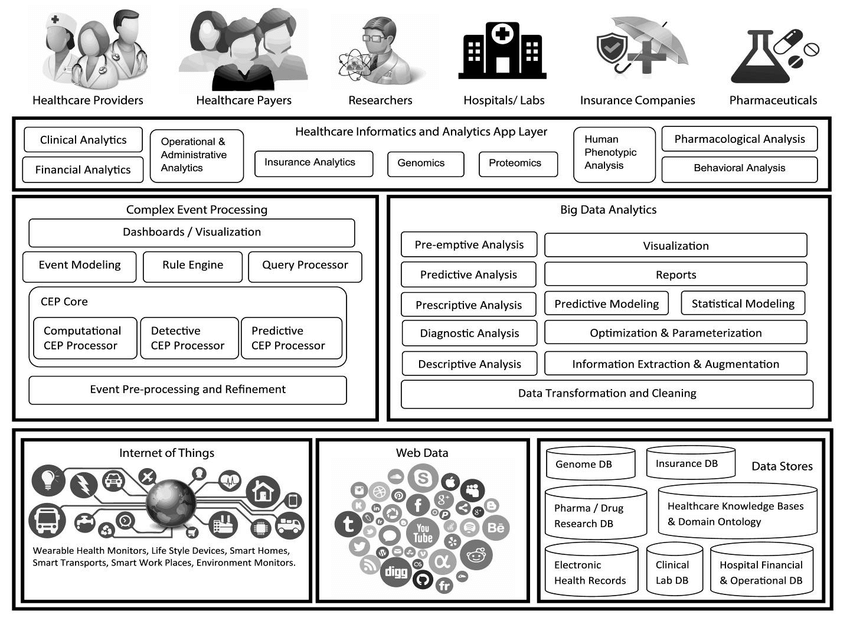 Healthcare Providers
Healthcare Payers
Researchers
Hospitals/ Labs
Insurance Companies
Pharmaceuticals
Healthcare Informatics and Analytics App Layer
Clinical Analytics
Financial Analytics
Operational &
Administrative
Analytics
Insurance Analytics
Genomics
Proteomics
Human
Phenotypic
Analysis
Pharmacological Analysis
Behavioral Analysis
Complex Event Processing
Dashboards / Visualization
Event Modeling
Rule Engine
Query Processor
CEP Core
Computational
CEP Processor
Detective
CEP Processor
Predictive
CEP Processor
Event Pre-processing and Refinement
Big Data Analytics
Pre-emptive Analysis
Visualization
Predictive Analysis
Reports
Prescriptive Analysis
Predictive Modeling
Statistical Modeling
Diagnostic Analysis
Optimization & Parameterization
Descriptive Analysis
Information Extraction & Augmentation
Data Transformation and Cleaning
Internet of Things
Wearable Health Monitors, Life Style Devices, Smart Homes,
Smart Transports, Smart Work Places, Environment Monitors.
Web Data
You
Tube
digg
fr
Data Stores
Genome DB
Insurance DB
Pharma / Drug
Research DB
Healthcare Knowledge Bases
& Domain Ontology
Electronic
Health Records
Clinical
Lab DB
Hospital Financial
& Operational DB